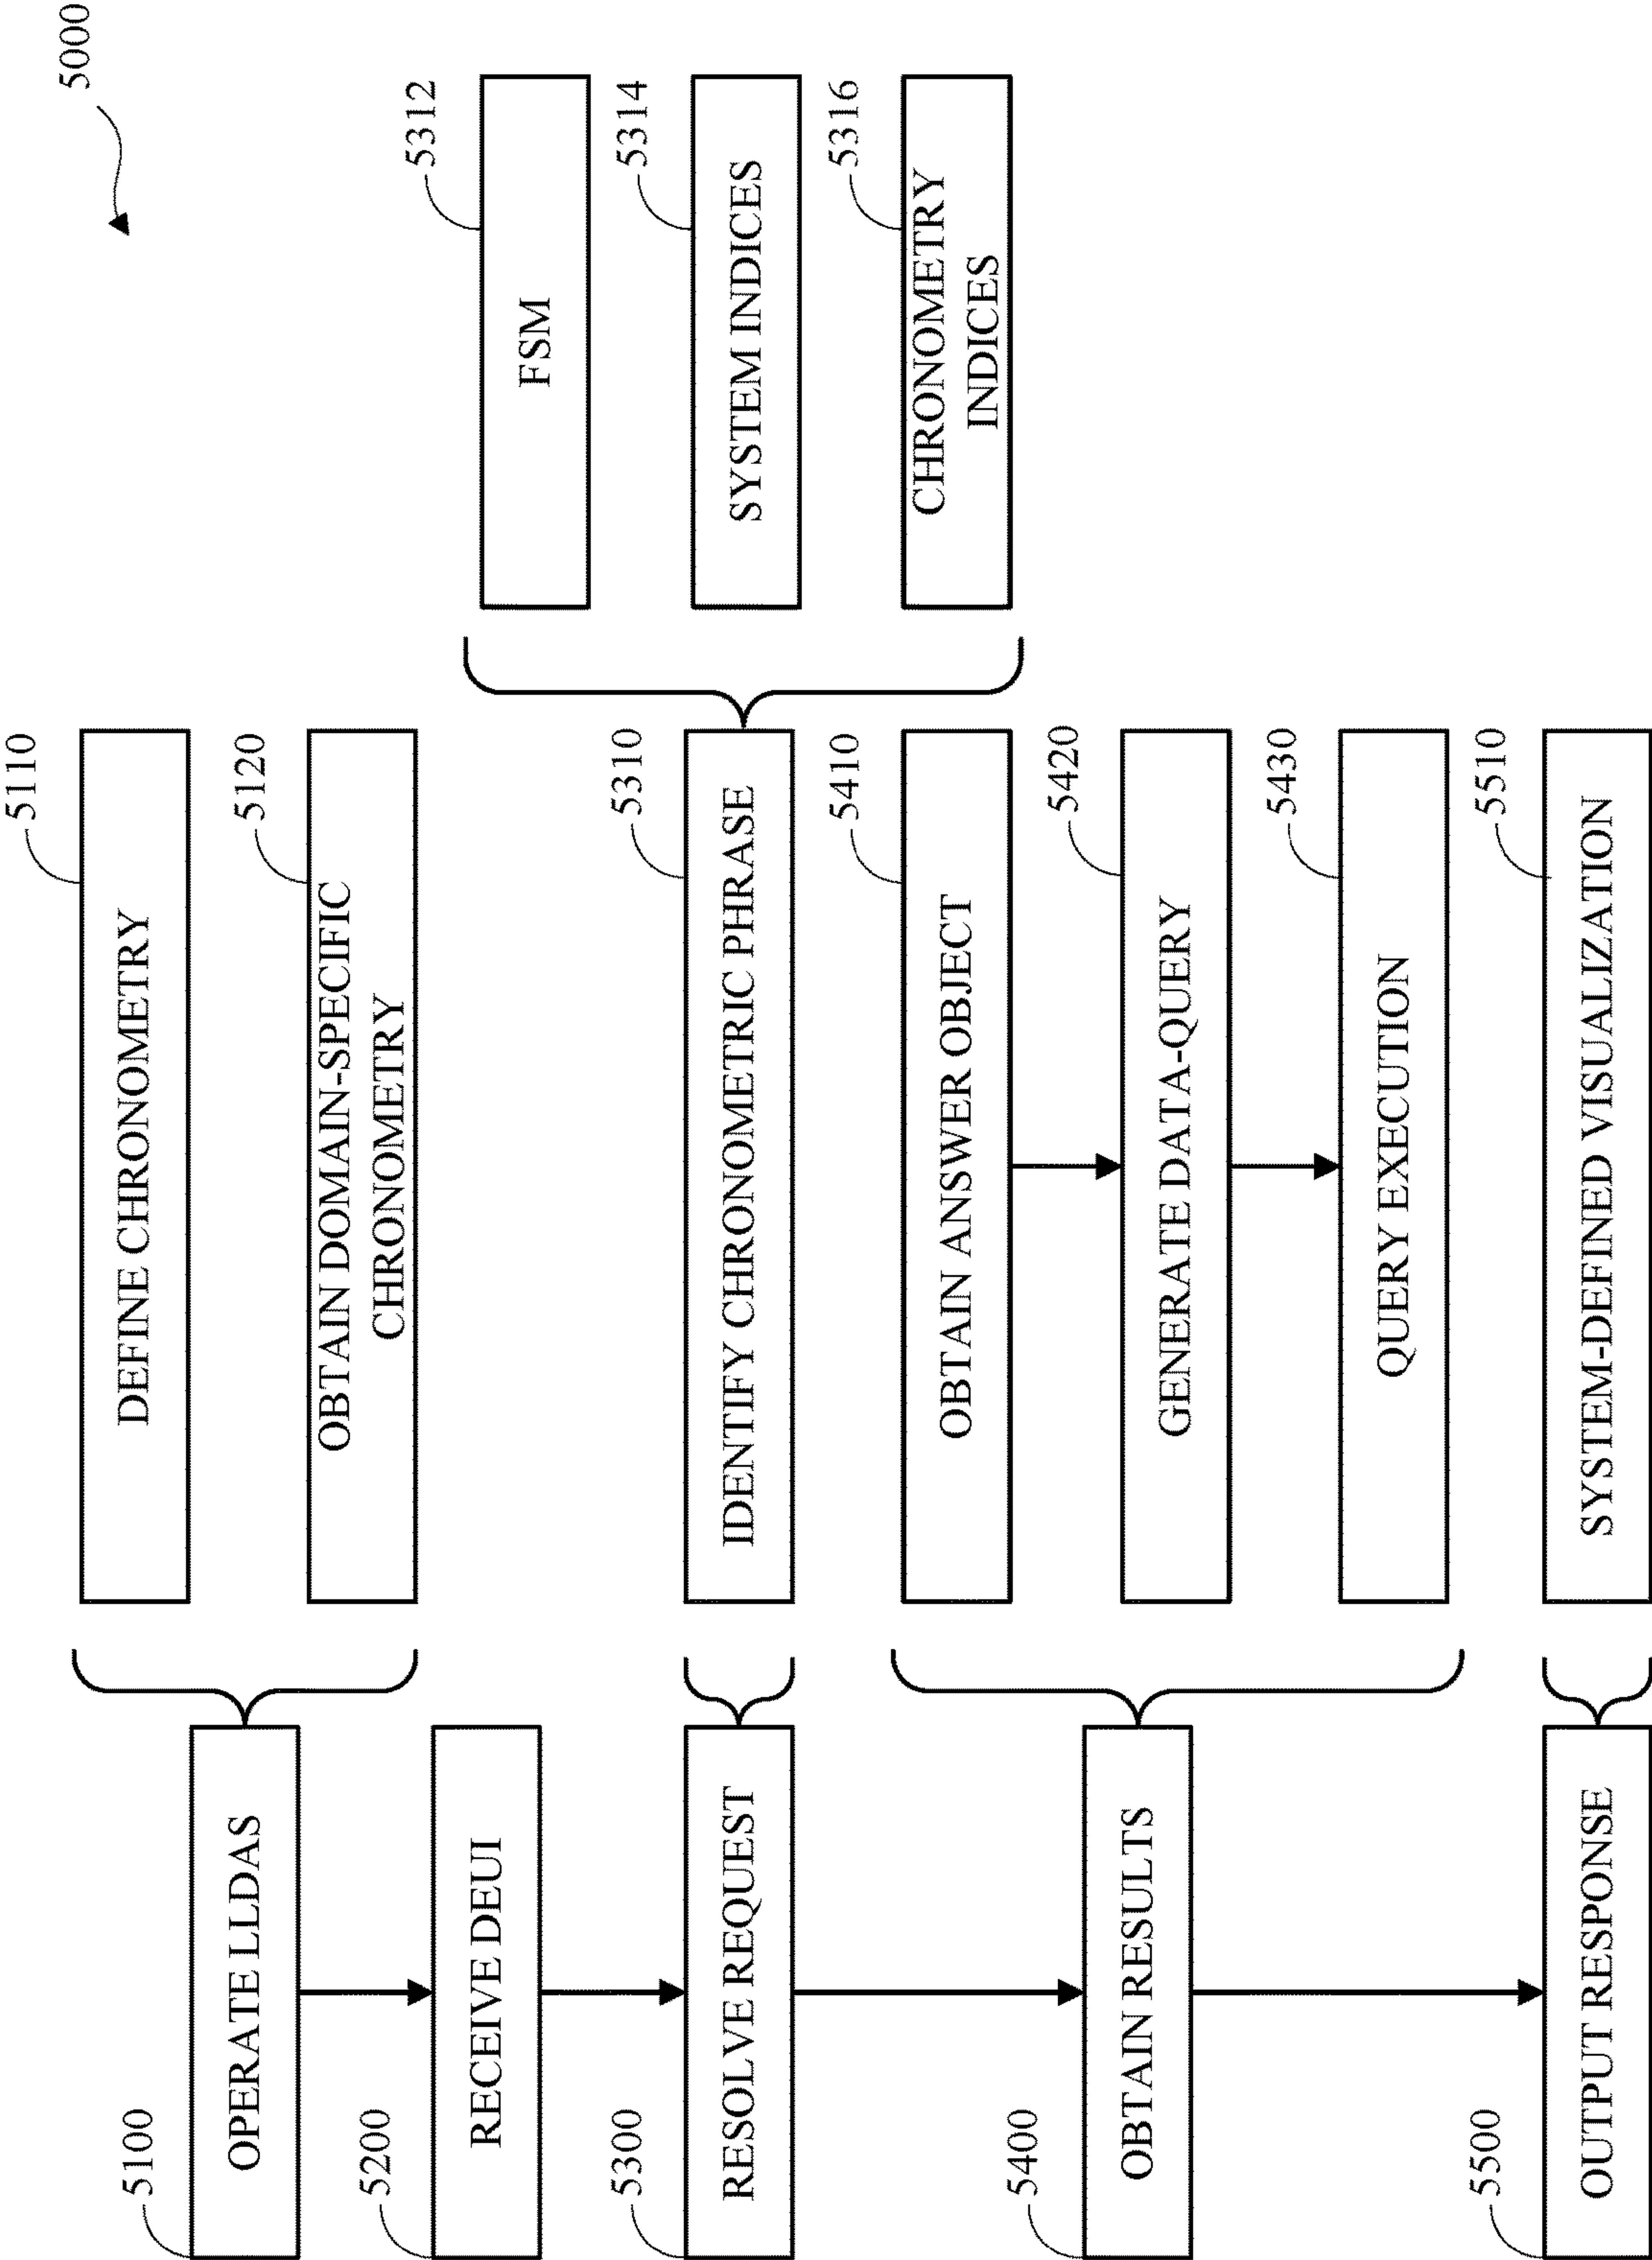 5000
5100
OPERATE LLDAS
5110
DEFINE CHRONOMETRY
5120
OBTAIN DOMAIN-SPECIFIC
CHRONOMETRY
5200
RECEIVE DEUI
5300
RESOLVE REQUEST
5310
IDENTIFY CHRONOMETRIC PHRASE
5312
FSM
5314
SYSTEM INDICES
5316
CHRONOMETRY
INDICES
5400
OBTAIN RESULTS
5410
OBTAIN ANSWER OBJECT
5420
GENERATE DATA-QUERY
5430
QUERY EXECUTION
5500
OUTPUT RESPONSE
5510
SYSTEM-DEFINED VISUALIZATION